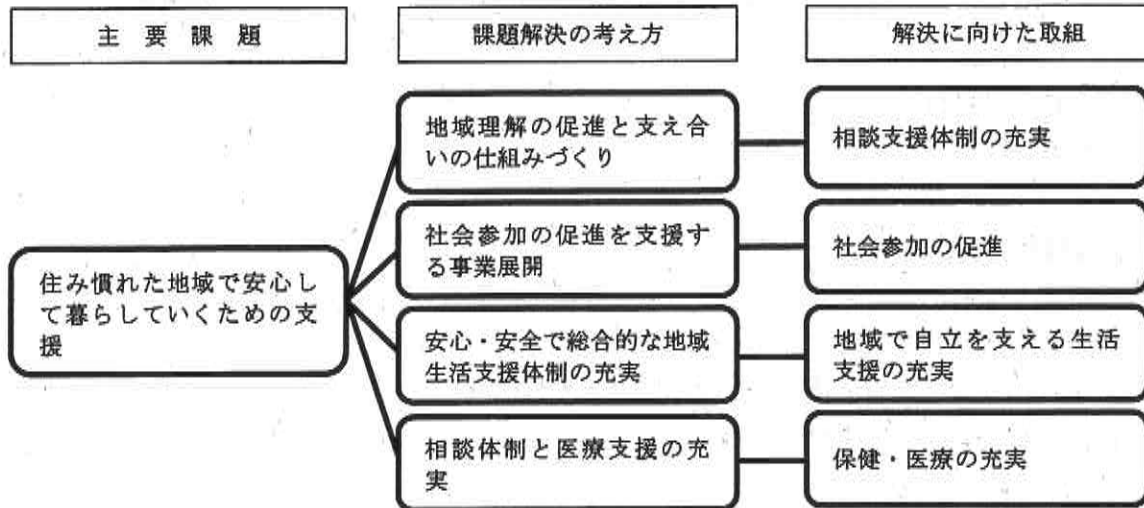 主要課題
課題解決の考え方
解決に向けた取組
地域理解の促進と支え合
いの仕組みづくり
相談支援体制の充実
社会参加の促進を支援す
る事業展開
社会参加の促進
住み慣れた地域で安心し
て暮らしていくための支
援
安心・安全で総合的な地域
生活支援体制の充実
地域で自立を支える生活
支援の充実
相談体制と医療支援の充
実
保健・医療の充実